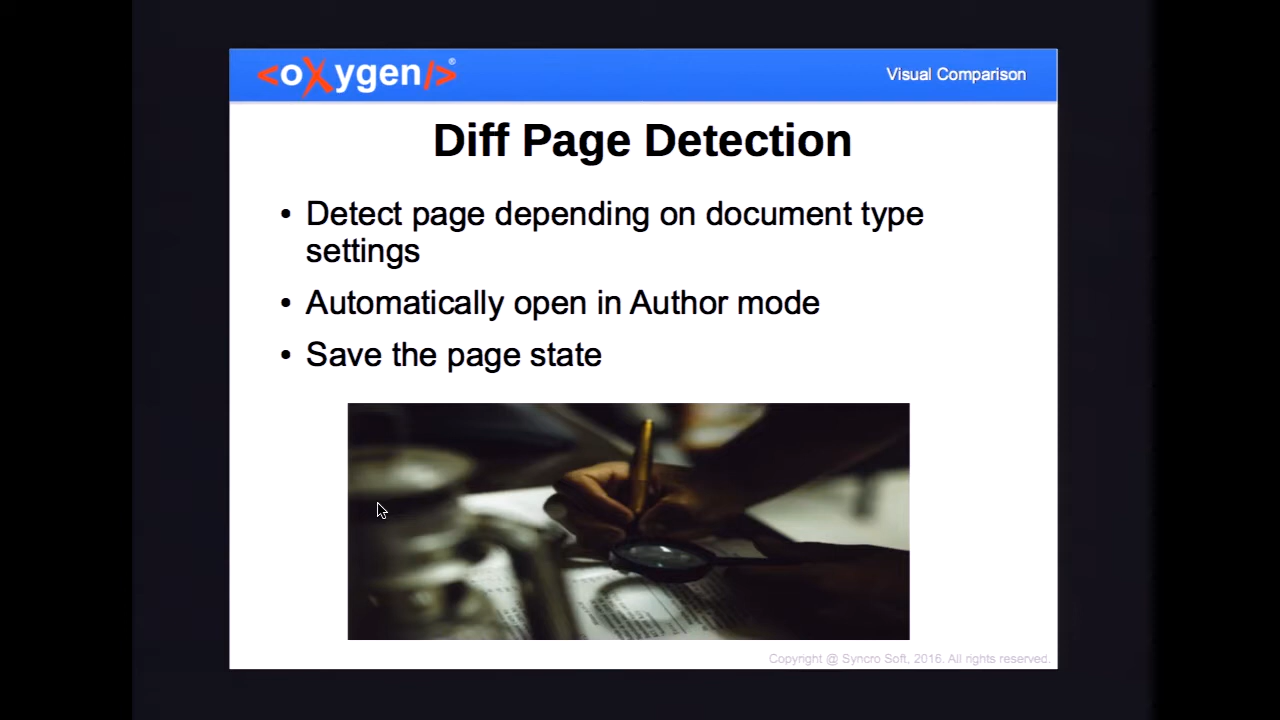 <oXygen/>®
Visual Comparison
Diff Page Detection
• Detect page depending on document type
settings
• Automatically open in Author mode
• Save the page state
Copyright @ Syncro Soft, 2016. All rights reserved.